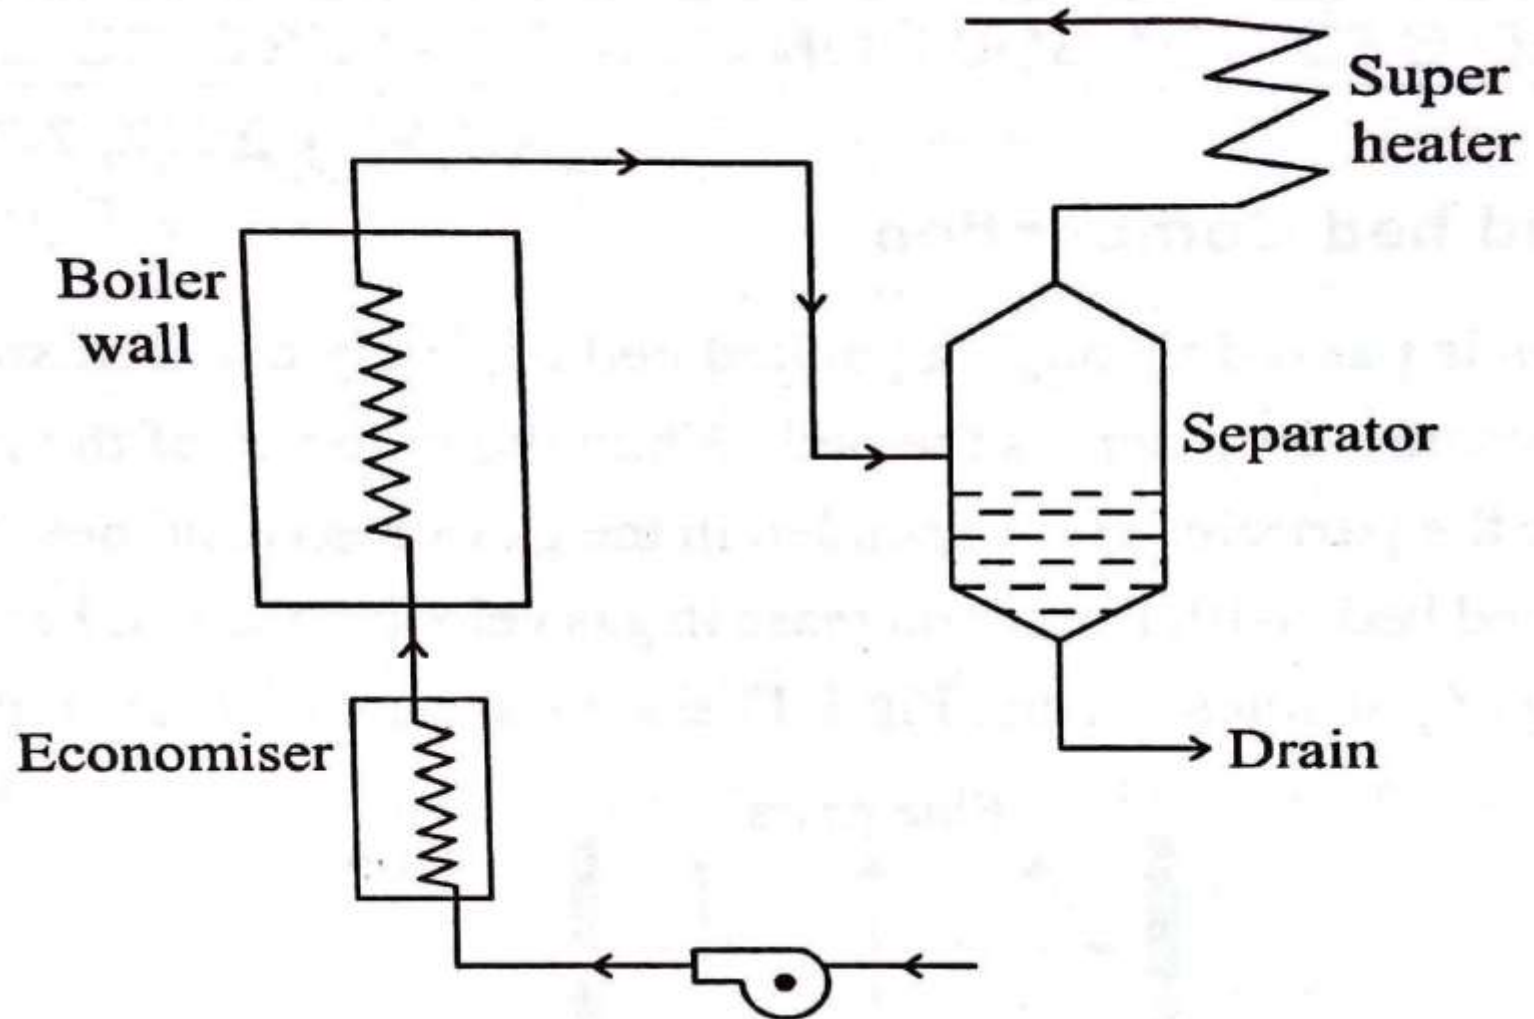 Super
heater
Boiler
wall
Separator
Economiser
Drain